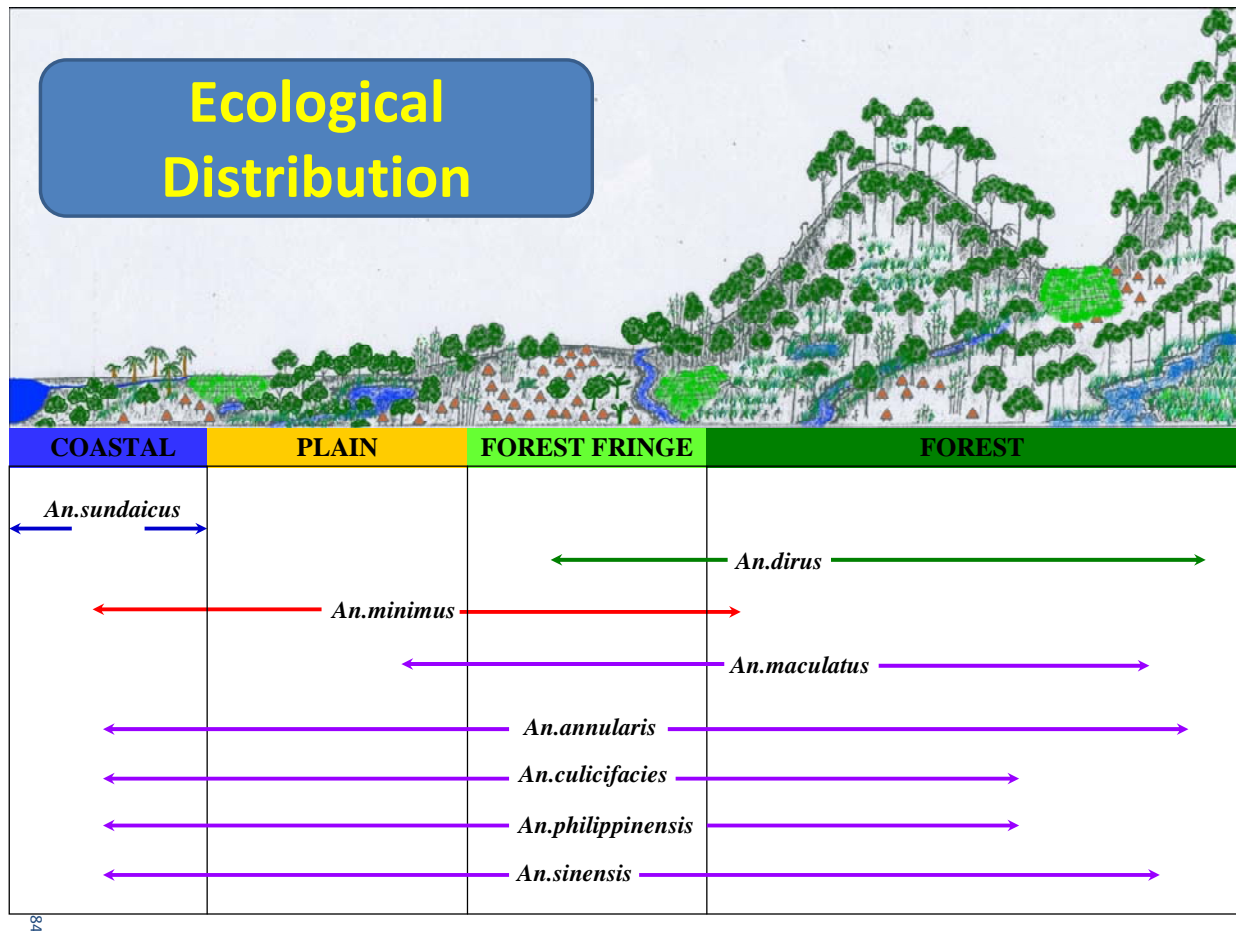 Ecological
Distribution
COASTAL
PLAIN
FOREST FRINGE
FOREST
An.sundaicus
An.dirus
An.minimus
An.maculatus
An.annularis
An.culicifacies
An.philippinensis
An.sinensis
84